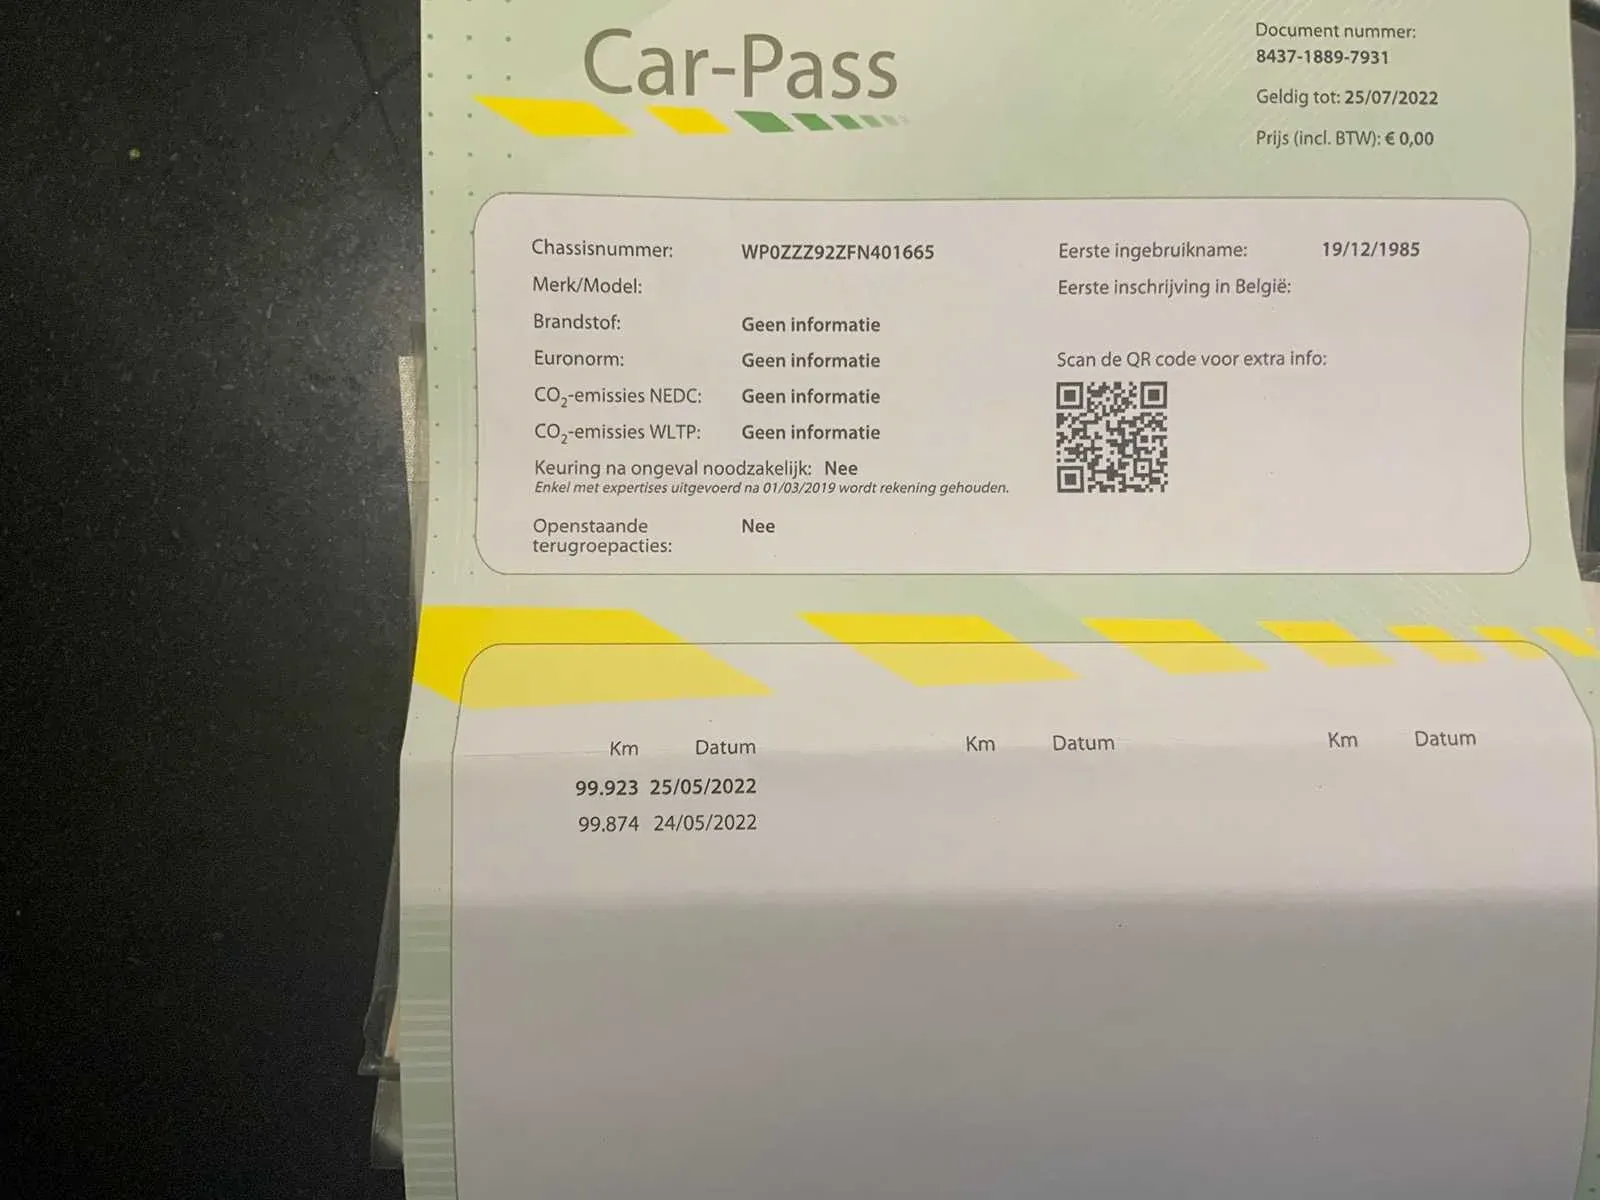 Car-Pass
Document nummer:
8437-1889-7931
Geldig tot: 25/07/2022
Prijs (incl. BTW): € 0,00
Chassisnummer: WP0ZZZ92ZFN401665
Merk/Model:
Brandstof: Geen informatie
Euronorm: Geen informatie
CO₂-emissies NEDC: Geen informatie
CO₂-emissies WLTP: Geen informatie
Keuring na ongeval noodzakelijk: Nee
Enkel met expertises uitgevoerd na 01/03/2019 wordt rekening gehouden.
Openstaande Nee
terugroepacties:
Eerste ingebruikname: 19/12/1985
Eerste inschrijving in België:
Scan de QR code voor extra info:
Km Datum Km Datum Km Datum
99.923 25/05/2022
99.874 24/05/2022